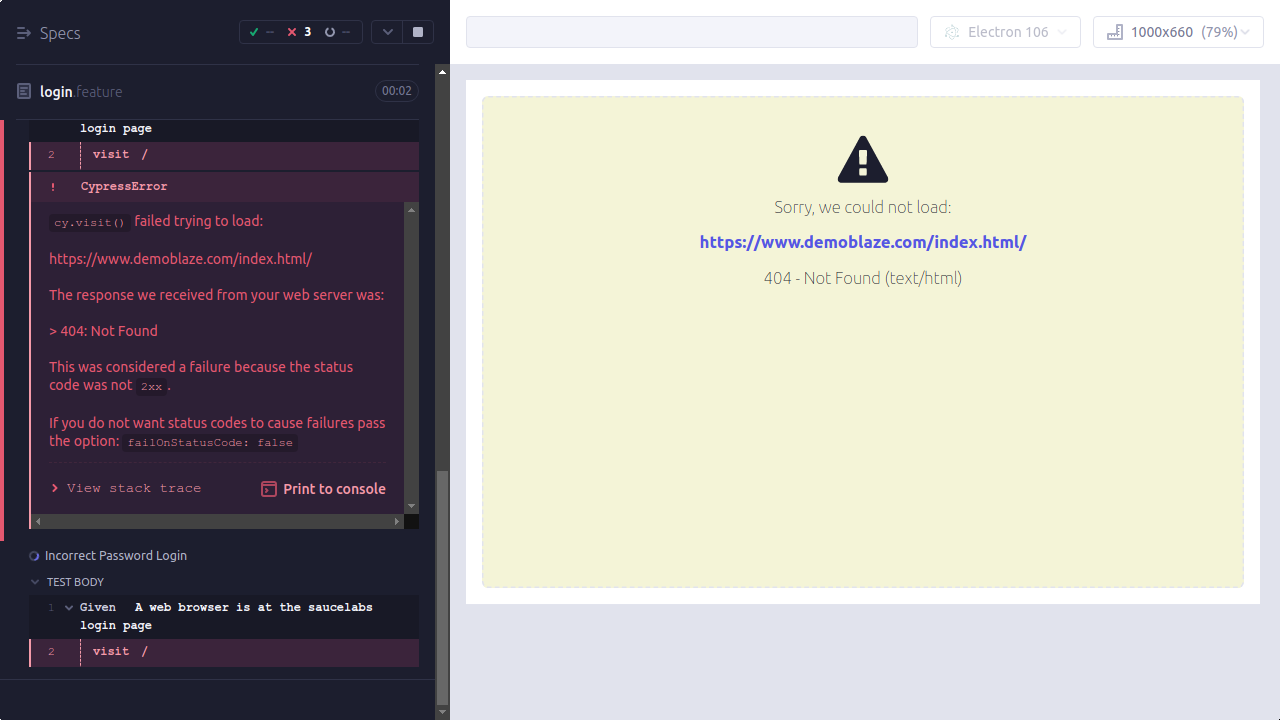 Specs
-- 3 --
login.feature
00:02
login page
2 visit /
! CypressError
cy.visit() failed trying to load:
https://www.demoblaze.com/index.html/
The response we received from your web server was:
> 404: Not Found
This was considered a failure because the status
code was not 2xx.
If you do not want status codes to cause failures pass
the option: failOnStatusCode: false
> View stack trace
Print to console
Incorrect Password Login
TEST BODY
1 Given A web browser is at the saucelabs
login page
2 visit /
Electron 106
1000x660 (79%)
Sorry, we could not load:
https://www.demoblaze.com/index.html/
404 - Not Found (text/html)